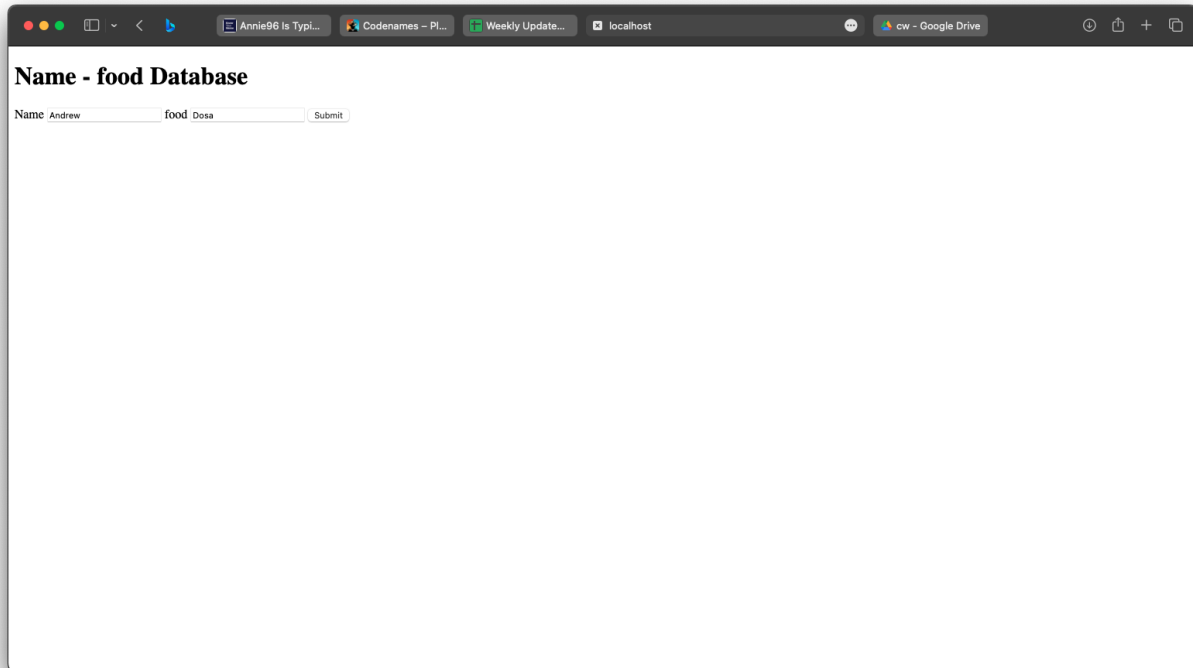 Annie96 Is Typi... Codenames – Pl... Weekly Update... localhost cw - Google Drive
Name - food Database
Name Andrew food Dosa Submit